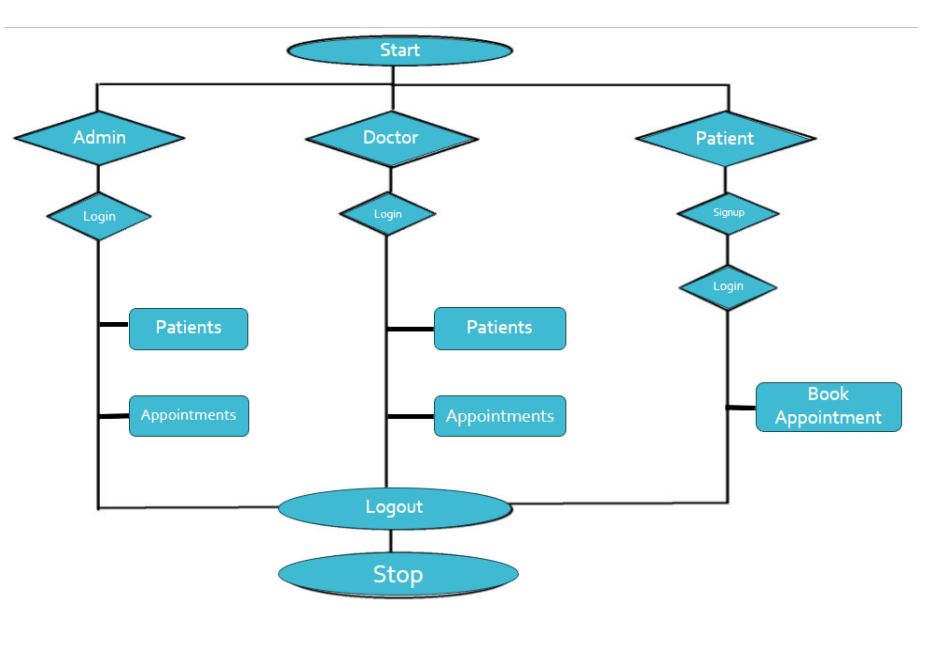 Start
Admin
Doctor
Patient
Login
Login
Signup
Login
Patients
Patients
Appointments
Appointments
Book
Appointment
Logout
Stop